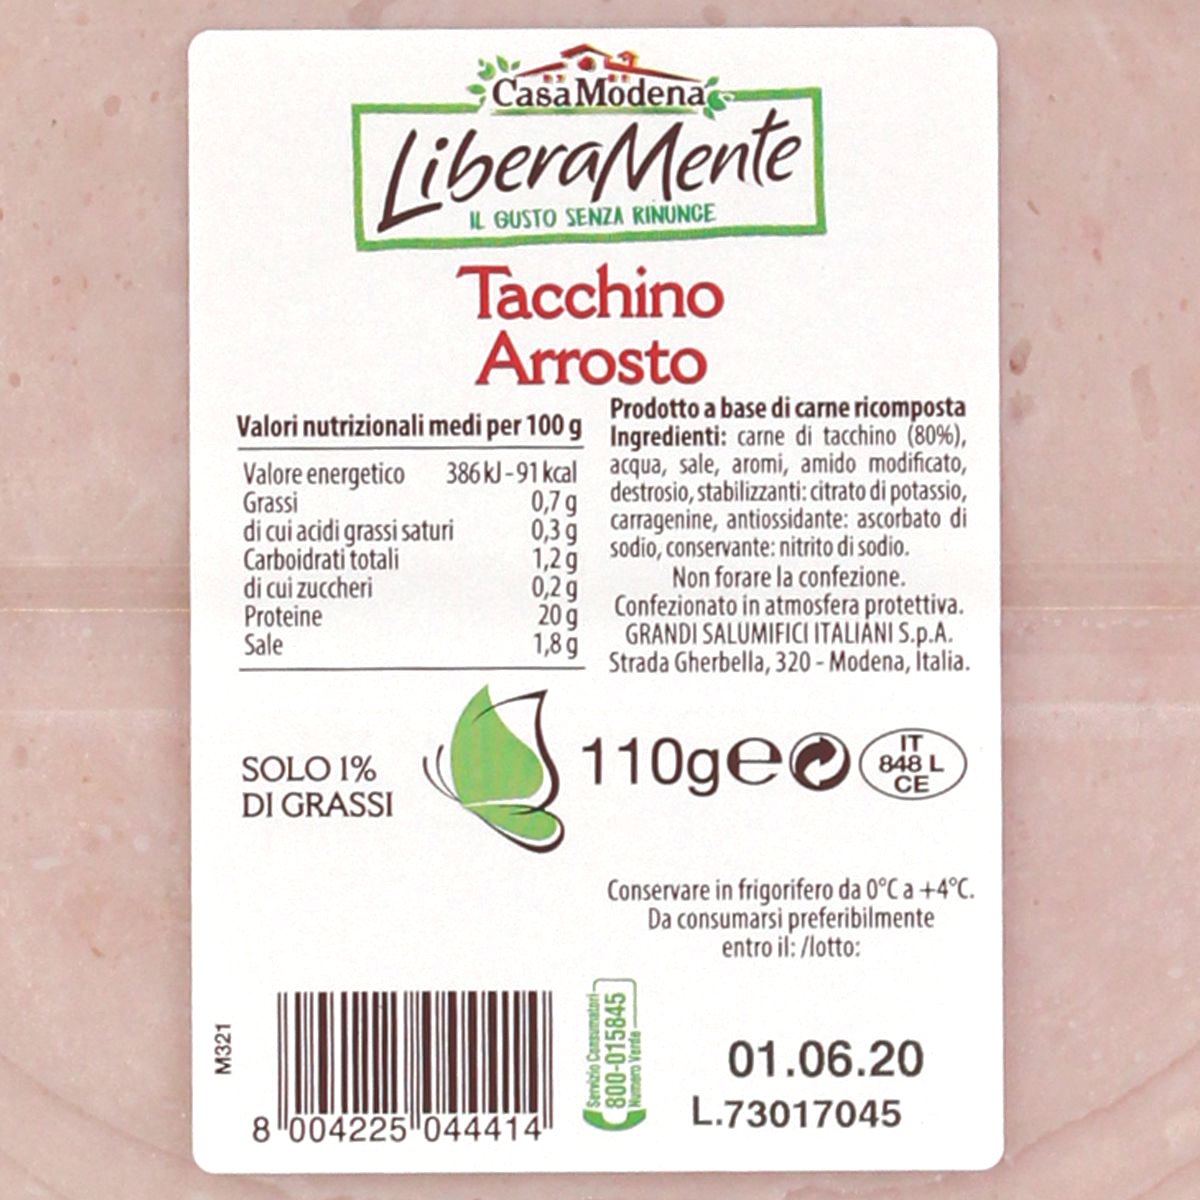 CasaModena
LiberaMente
IL GUSTO SENZA RINUNCE
Tacchino
Arrosto
Valori nutrizionali medi per 100 g
Valore energetico 386 kJ - 91 kcal
Grassi 0,7 g
di cui acidi grassi saturi 0,3 g
Carboidrati totali 1,2 g
di cui zuccheri 0,2 g
Proteine 20 g
Sale 1,8 g
Prodotto a base di carne ricomposta
Ingredienti: carne di tacchino (80%),
acqua, sale, aromi, amido modificato,
destrosio, stabilizzanti: citrato di potassio,
carragenine, antiossidante: ascorbato di
sodio, conservante: nitrito di sodio.
Non forare la confezione.
Confezionato in atmosfera protettiva.
GRANDI SALUMIFICI ITALIANI S.p.A.
Strada Gherbella, 320 - Modena, Italia.
SOLO 1%
DI GRASSI
110g℮
IT
848 L
CE
Conservare in frigorifero da 0°C a +4°C.
Da consumarsi preferibilmente
entro il: /lotto:
M321
8 004225 044414
Servizio Consumatori
800-015845
Numero Verde
01.06.20
L.73017045